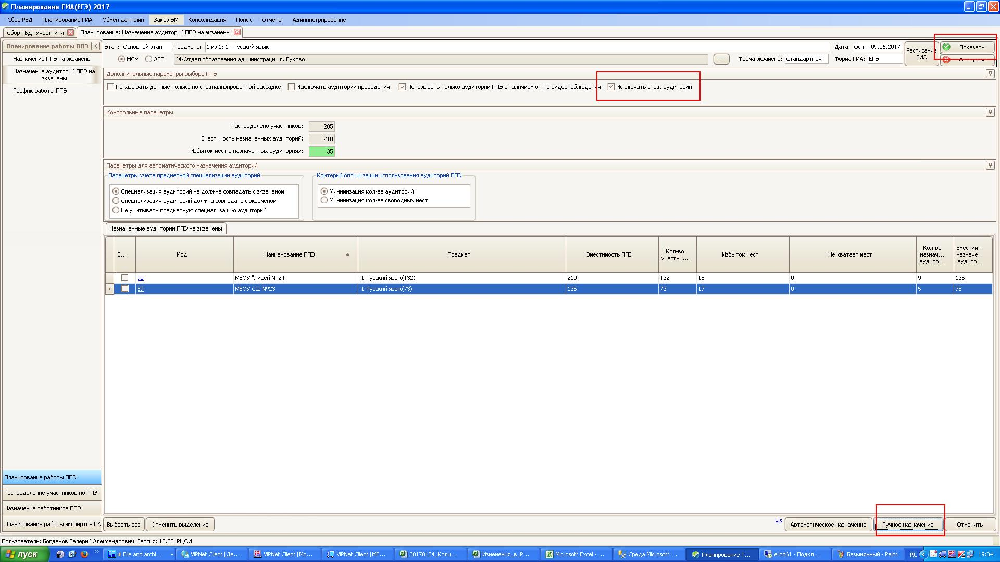 Планирование ГИА(ЕГЭ) 2017
Сбор РБД Планирование ГИА Обмен данными Заказ ЭМ Консолидация Поиск Отчеты Администрирование
Сбор РБД: Участники Планирование: Назначение аудиторий ППЭ на экзамены
Планирование работы ППЭ
Назначение ППЭ на экзамены
Назначение аудиторий ППЭ на
экзамены
График работы ППЭ
Этап: Основной этап Предметы: 1 из 1: 1 - Русский язык Дата: Осн. - 09.06.2017 Расписание ГИА Показать
МСУ АТЕ 64-Отдел образования администрации г. Гуково ... Форма экзамена: Стандартная Форма ГИА: ЕГЭ Очистить
Дополнительные параметры выбора ППЭ
Показывать данные только по специализированной рассадке Исключать аудитории проведения Показывать только аудитории ППЭ с наличием online видеонаблюдения Исключать спец. аудитории
Контрольные параметры
Распределено участников: 205
Вместимость назначенных аудиторий: 210
Избыток мест в назначенных аудиториях: 35
Параметры для автоматического назначения аудиторий
Параметры учета предметной специализации аудиторий
Специализация аудиторий не должна совпадать с экзаменом
Специализация аудиторий должна совпадать с экзаменом
Не учитывать предметную специализацию аудиторий
Критерий оптимизации использования аудиторий ППЭ
Минимизация кол-ва аудиторий
Минимизация кол-ва свободных мест
Назначенные аудитории ППЭ на экзамены
В... Код Наименование ППЭ Предмет Вместимость ППЭ Кол-во участни... Избыток мест Не хватает мест Кол-во назнач... аудито... Вместим... назначе... аудито...
90 МБОУ "Лицей №24" 1-Русский язык(132) 210 132 18 0 9 135
89 МБОУ СШ №23 1-Русский язык(73) 135 73 17 0 5 75
Планирование работы ППЭ
Распределение участников по ППЭ
Назначение работников ППЭ
Планирование работы экспертов ПК
Выбрать все Отменить выделение xls Автоматическое назначение Ручное назначение Отменить
Пользователь: Богданов Валерий Александрович Версия: 12.03 РЦОИ
пуск » 4 File and archi... ViPNet Client [Де... ViPNet Client [Мо... ViPNet Client [MF... 20170124_Коли... Изменения_в_Р... Microsoft Excel - ... Среда Microsoft ... Планирование Г... erbd61 - Подкл... Безымянный - Paint RL 19:04